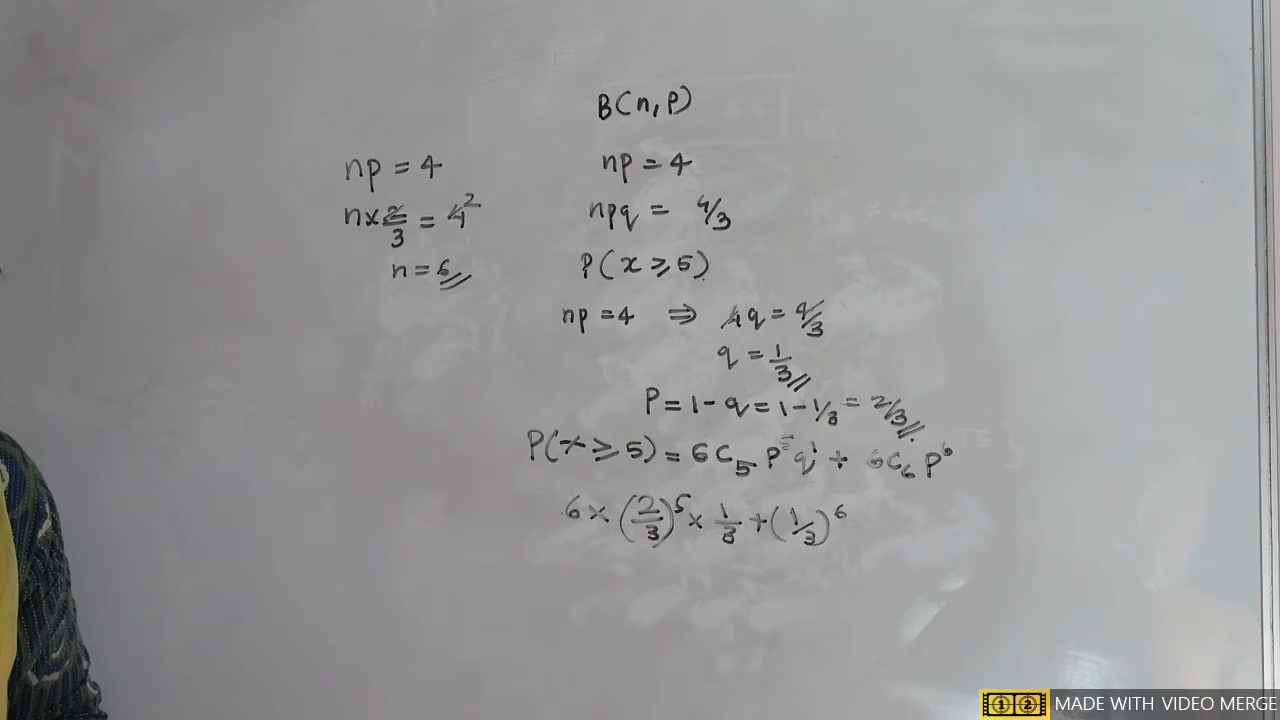 B(n,p)
np = 4
n×2/3 = 4 2
n = 6
np = 4
npq = 4/3
P(x ≥ 5)
np = 4 ⇒ 4q = 4/3
q = 1/3
P = 1 - q = 1 - 1/3 = 2/3
P(x ≥ 5) = 6C₅ p⁵ q¹ + 6C₆ p⁶
6 × (2/3)⁵ × 1/3 + (1/3)⁶
MADE WITH VIDEO MERGE